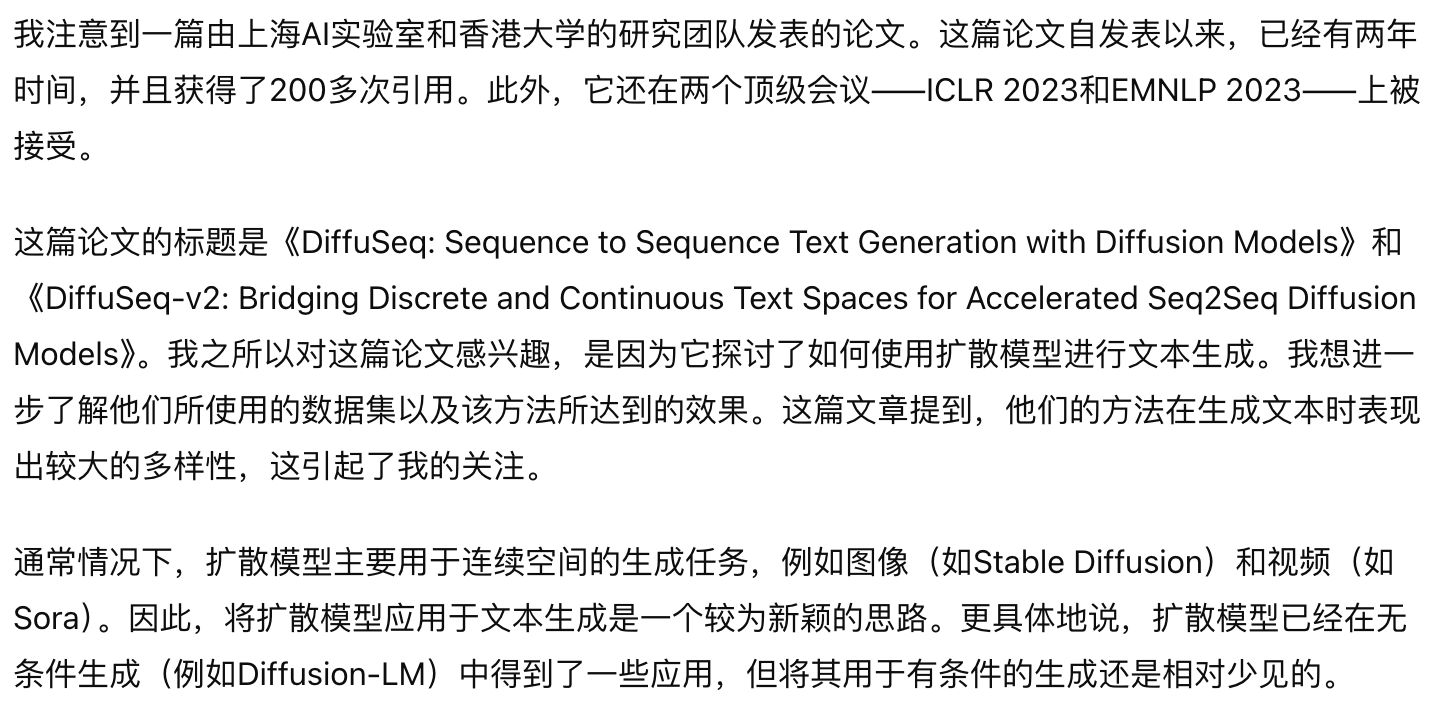 我注意到一篇由上海AI实验室和香港大学的研究团队发表的论文。这篇论文自发表以来，已经有两年
时间，并且获得了200多次引用。此外，它还在两个顶级会议——ICLR 2023和EMNLP 2023——上被
接受。
这篇论文的标题是《DiffuSeq: Sequence to Sequence Text Generation with Diffusion Models》和
《DiffuSeq-v2: Bridging Discrete and Continuous Text Spaces for Accelerated Seq2Seq Diffusion
Models》。我之所以对这篇论文感兴趣，是因为它探讨了如何使用扩散模型进行文本生成。我想进一
步了解他们所使用的数据集以及该方法所达到的效果。这篇文章提到，他们的方法在生成文本时表现
出较大的多样性，这引起了我的关注。
通常情况下，扩散模型主要用于连续空间的生成任务，例如图像（如Stable Diffusion）和视频（如
Sora）。因此，将扩散模型应用于文本生成是一个较为新颖的思路。更具体地说，扩散模型已经在无
条件生成（例如Diffusion-LM）中得到了一些应用，但将其用于有条件的生成还是相对少见的。